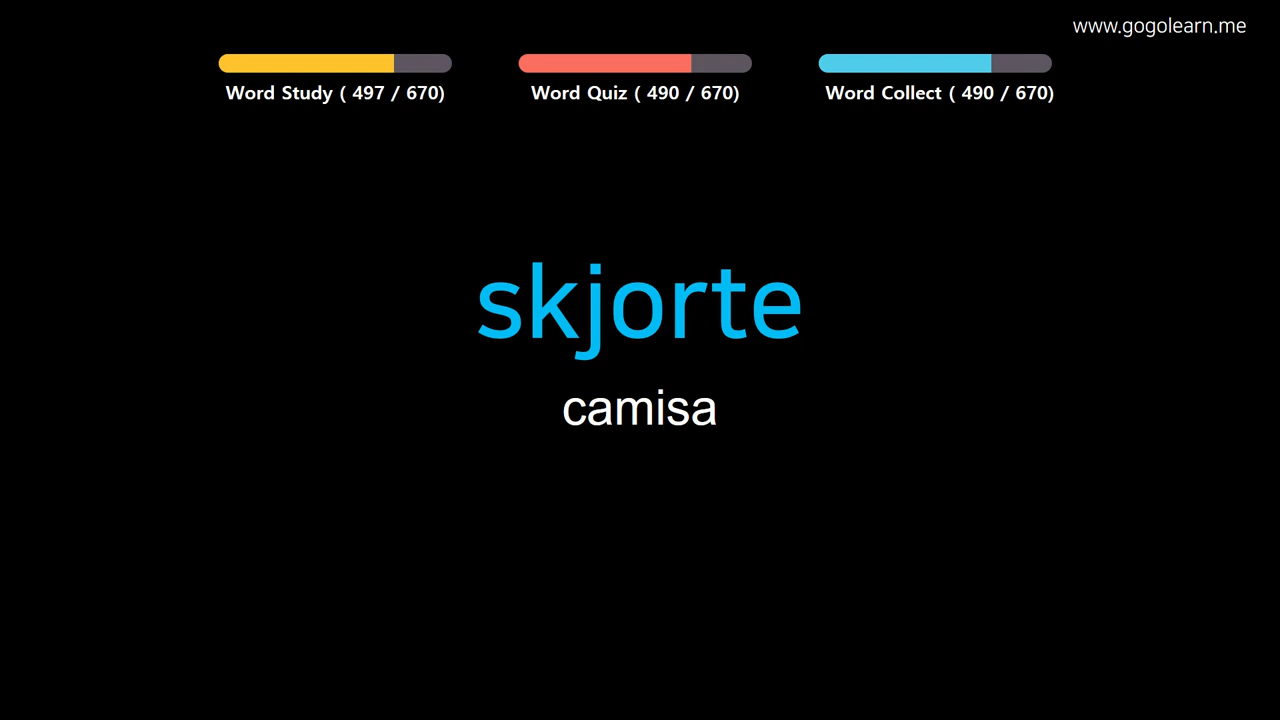 www.gogolearn.me
Word Study ( 497 / 670)
Word Quiz ( 490 / 670)
Word Collect ( 490 / 670)
skjorte
camisa